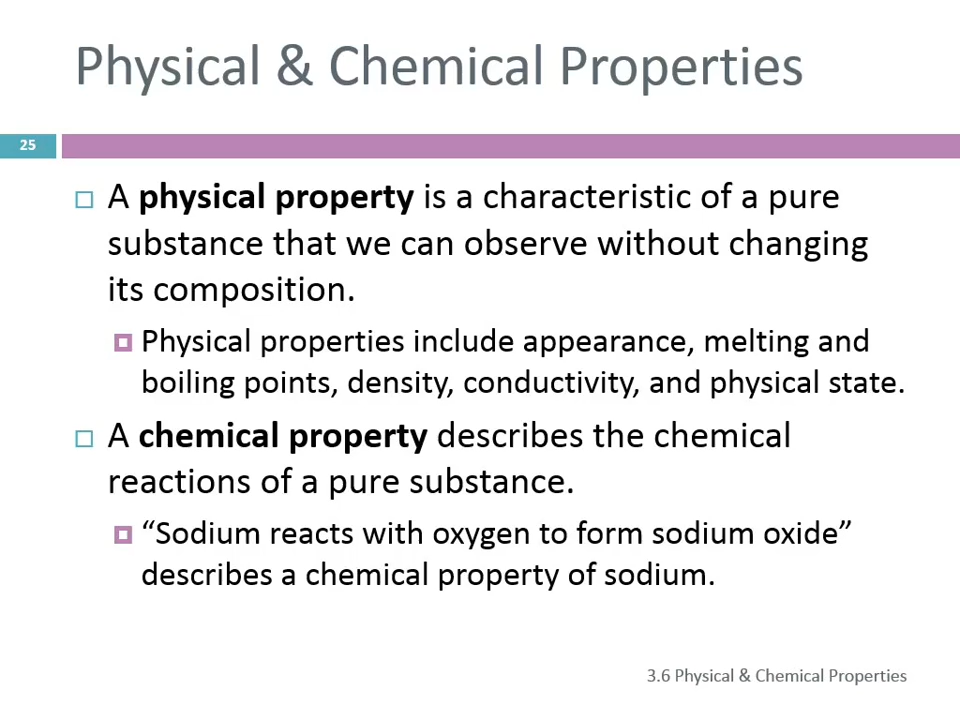 Physical & Chemical Properties
25
A physical property is a characteristic of a pure
substance that we can observe without changing
its composition.
Physical properties include appearance, melting and
boiling points, density, conductivity, and physical state.
A chemical property describes the chemical
reactions of a pure substance.
“Sodium reacts with oxygen to form sodium oxide”
describes a chemical property of sodium.
3.6 Physical & Chemical Properties